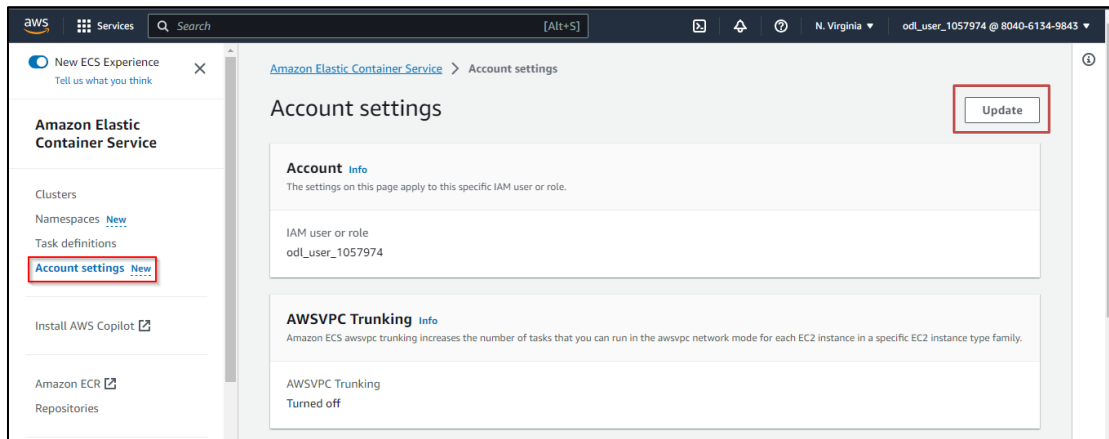 aws Services Search [Alt+S] N. Virginia ▼ odl_user_1057974 @ 8040-6134-9843 ▼
New ECS Experience
Tell us what you think
Amazon Elastic
Container Service
Clusters
Namespaces New
Task definitions
Account settings New
Install AWS Copilot
Amazon ECR
Repositories
Amazon Elastic Container Service > Account settings
Account settings
Update
Account Info
The settings on this page apply to this specific IAM user or role.
IAM user or role
odl_user_1057974
AWSVPC Trunking Info
Amazon ECS awsvpc trunking increases the number of tasks that you can run in the awsvpc network mode for each EC2 instance in a specific EC2 instance type family.
AWSVPC Trunking
Turned off